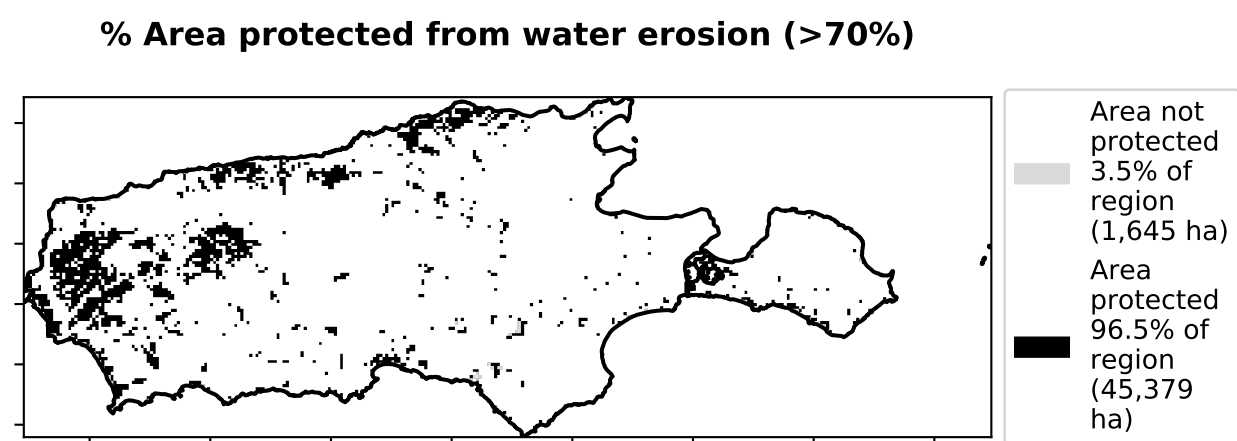 % Area protected from water erosion (>70%)
Area not
protected
3.5% of
region
(1,645 ha)
Area
protected
96.5% of
region
(45,379
ha)